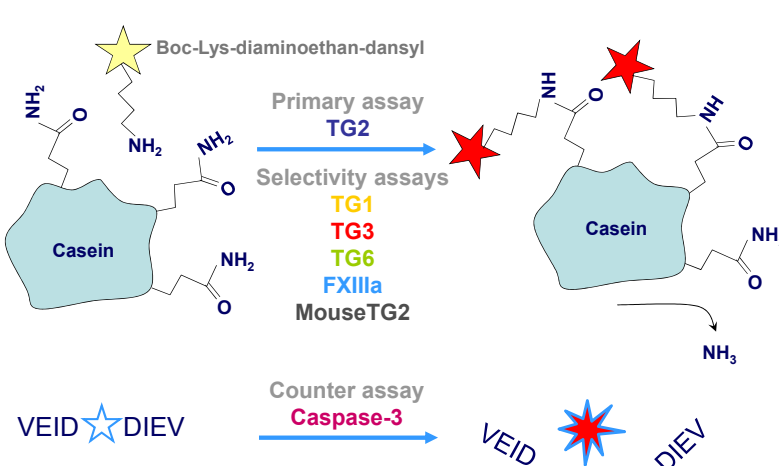 Boc-Lys-diaminoethan-dansyl
NH2
O
NH2
NH2
O
Casein
NH2
O
Primary assay
TG2
Selectivity assays
TG1
TG3
TG6
FXIIIa
MouseTG2
NH
O
NH
O
Casein
NH
O
NH3
VEID
DIEV
Counter assay
Caspase-3
VEID
DIEV